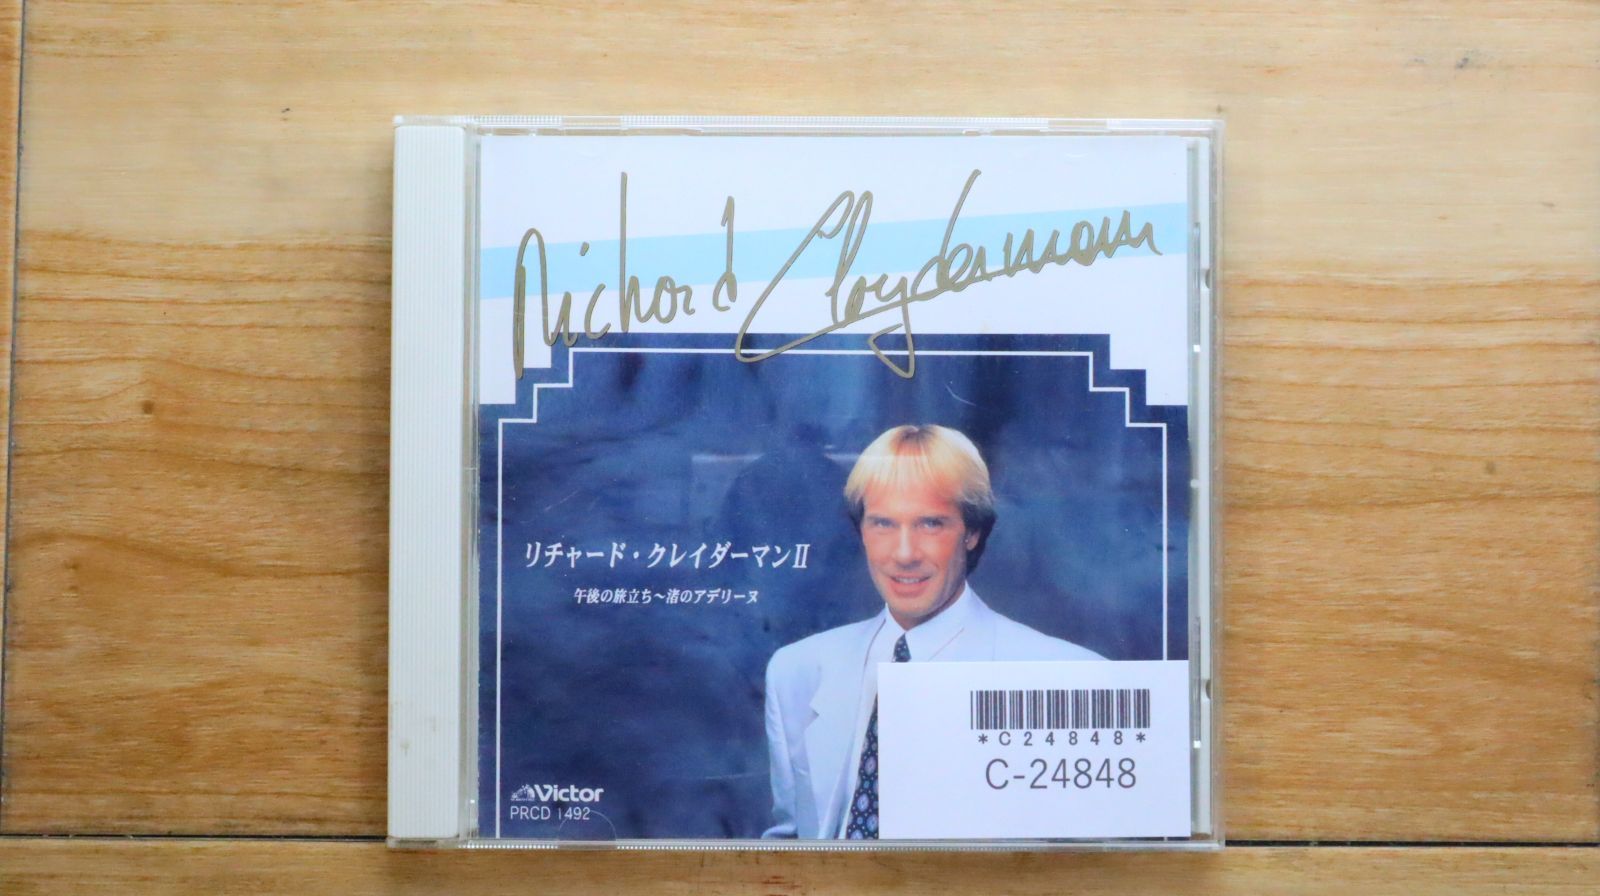 Richard Clayderman
リチャード・クレイダーマンⅡ
午後の旅立ち～渚のアデリーヌ
Victor
PRCD 1492
*C24848*
C-24848